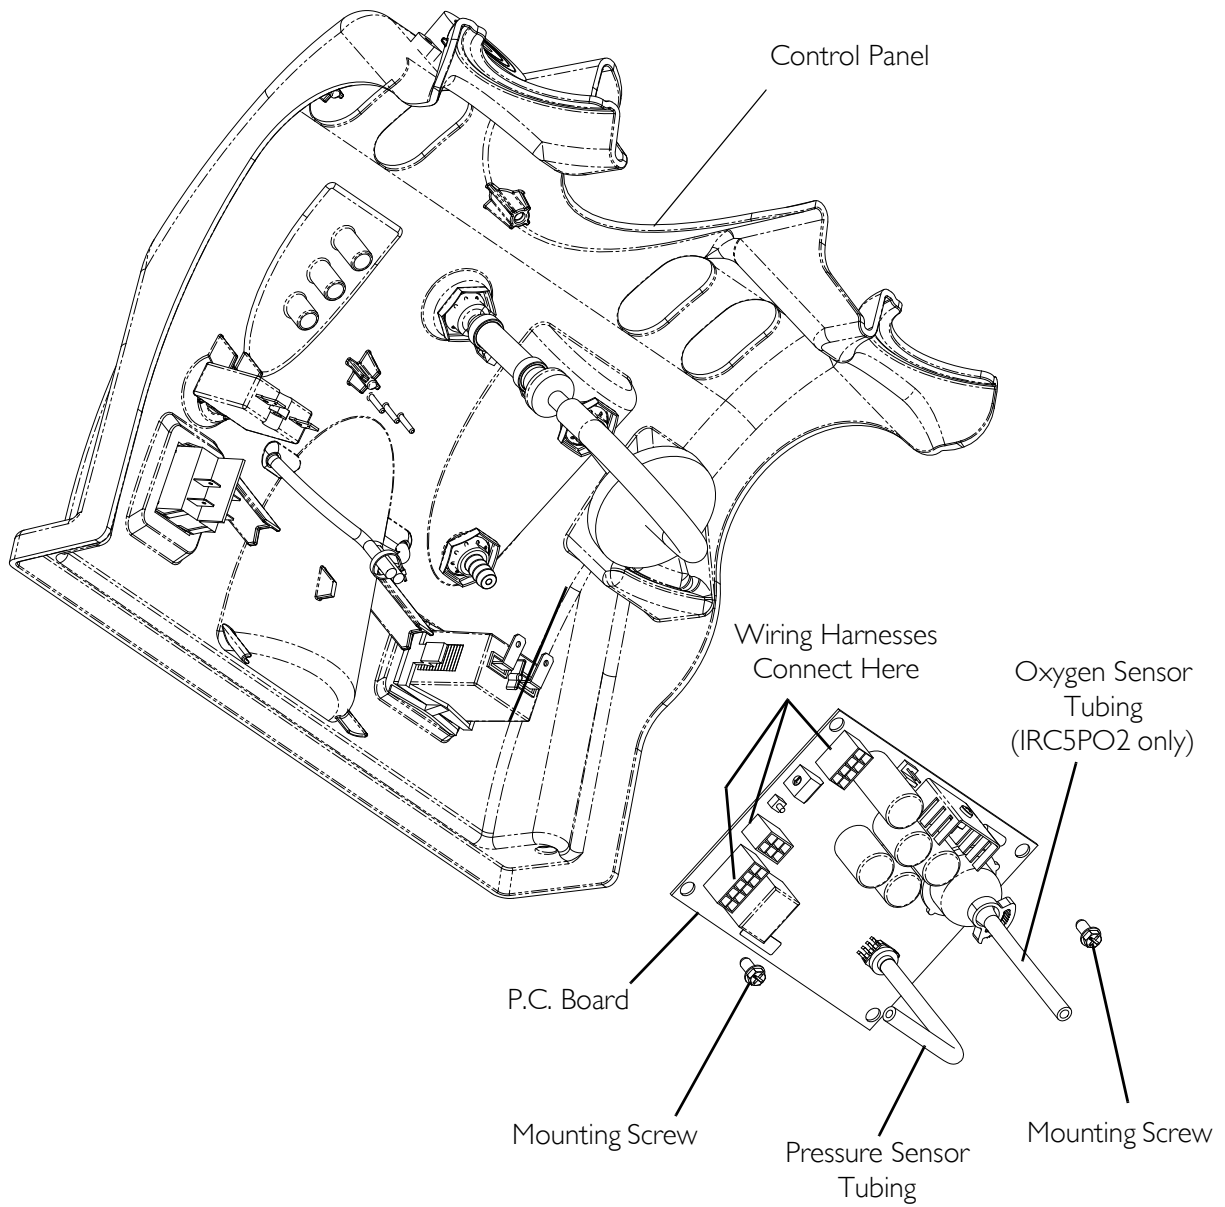 Control Panel
Wiring Harnesses
Connect Here
Oxygen Sensor
Tubing
(IRC5PO2 only)
P.C. Board
Mounting Screw
Pressure Sensor
Tubing
Mounting Screw